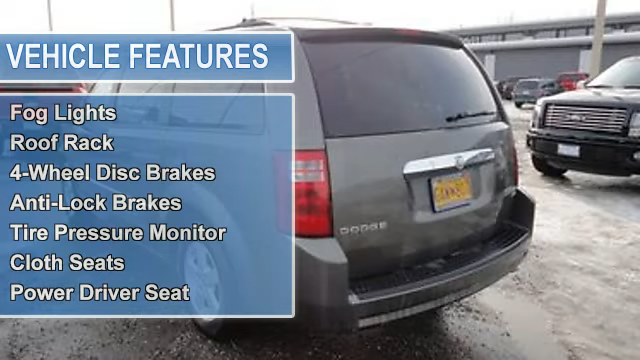 VEHICLE FEATURES
Fog Lights
Roof Rack
4-Wheel Disc Brakes
Anti-Lock Brakes
Tire Pressure Monitor
Cloth Seats
Power Driver Seat
DODGE